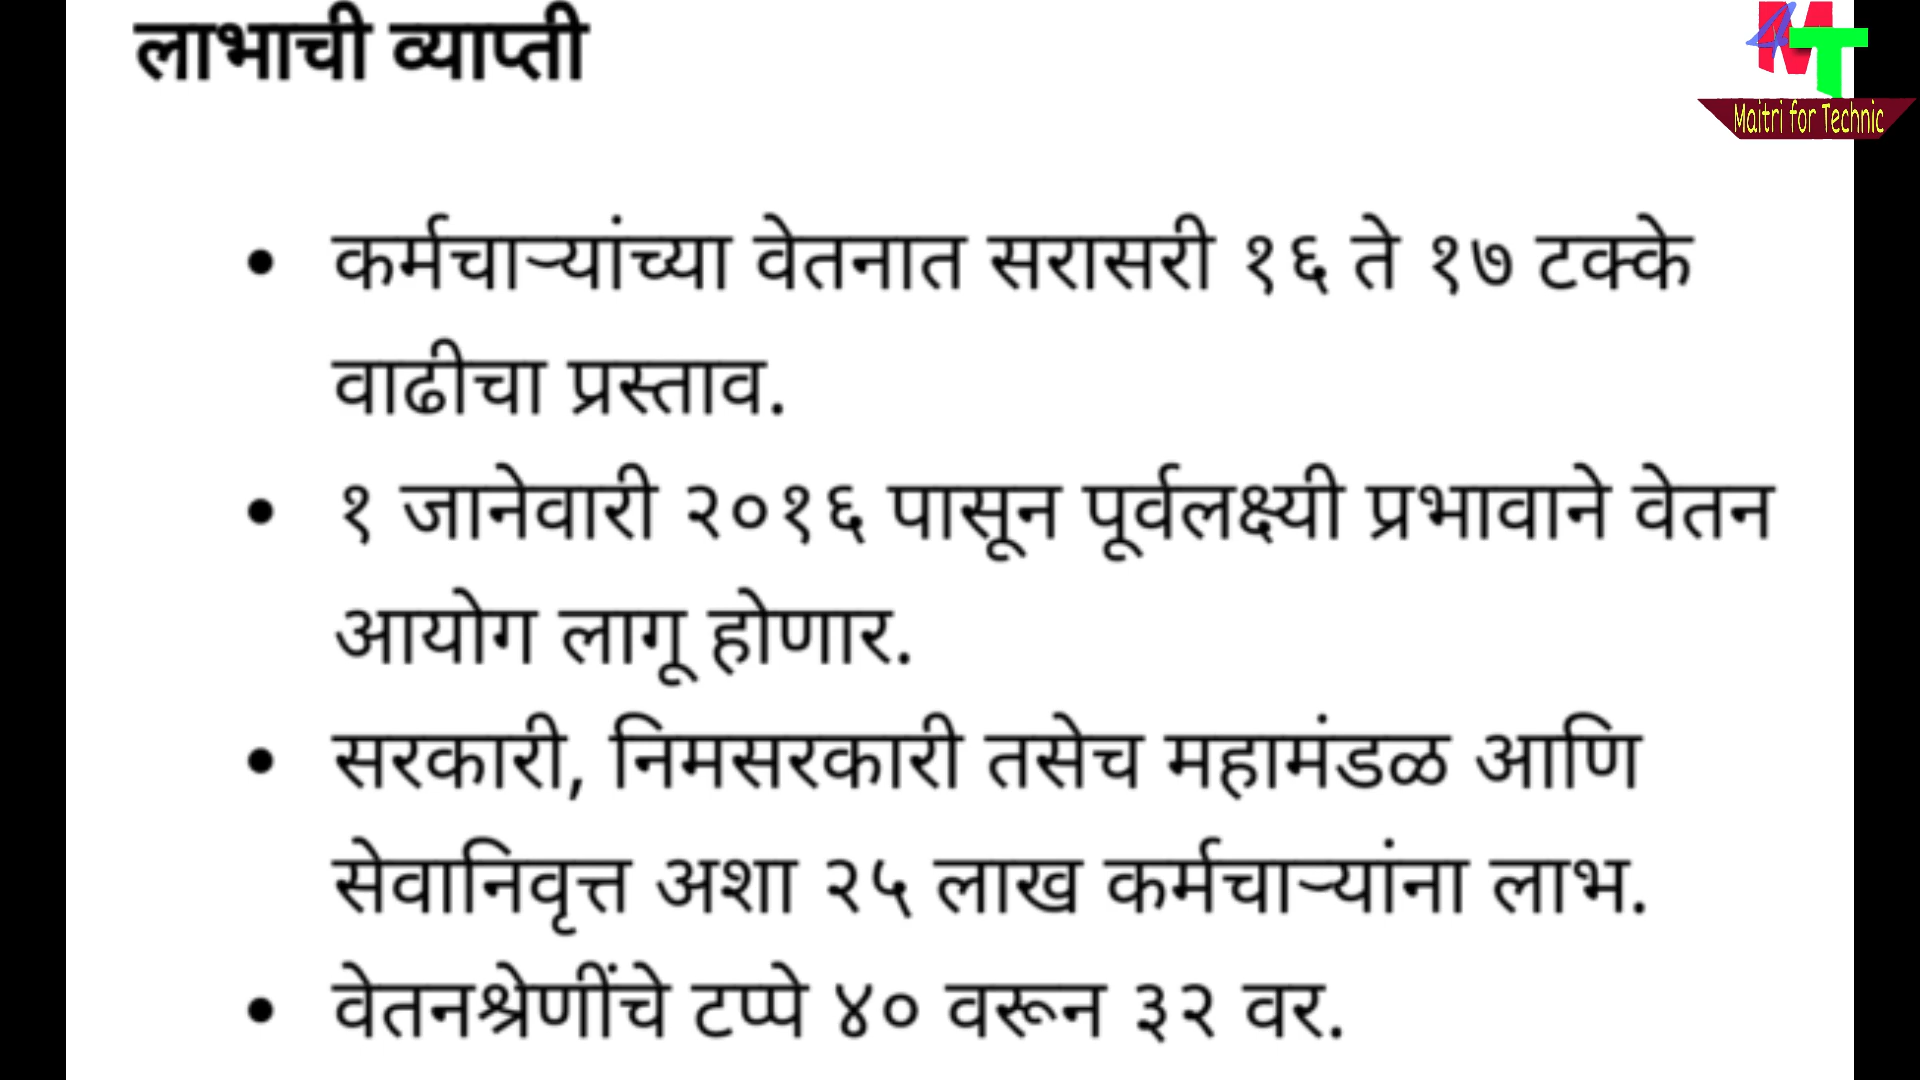 लाभाची व्याप्ती
4MT
Maitri for Technic
• कर्मचाऱ्यांच्या वेतनात सरासरी १६ ते १७ टक्के
वाढीचा प्रस्ताव.
• १ जानेवारी २०१६ पासून पूर्वलक्ष्यी प्रभावाने वेतन
आयोग लागू होणार.
• सरकारी, निमसरकारी तसेच महामंडळ आणि
सेवानिवृत्त अशा २५ लाख कर्मचाऱ्यांना लाभ.
• वेतनश्रेणींचे टप्पे ४० वरून ३२ वर.